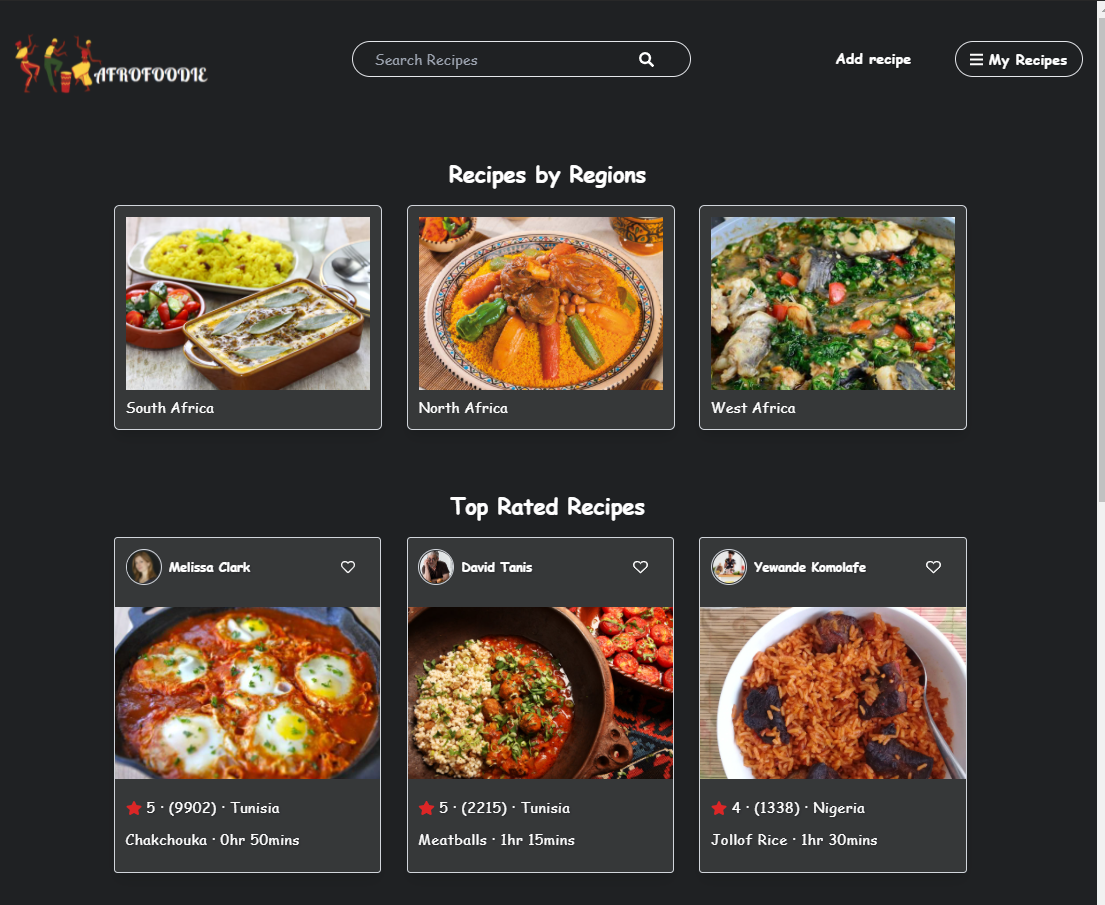 AFROFOODIE
Search Recipes
Add recipe
My Recipes
Recipes by Regions
South Africa
North Africa
West Africa
Top Rated Recipes
Melissa Clark
David Tanis
Yewande Komolafe
5 · (9902) · Tunisia
Chakchouka · 0hr 50mins
5 · (2215) · Tunisia
Meatballs · 1hr 15mins
4 · (1338) · Nigeria
Jollof Rice · 1hr 30mins